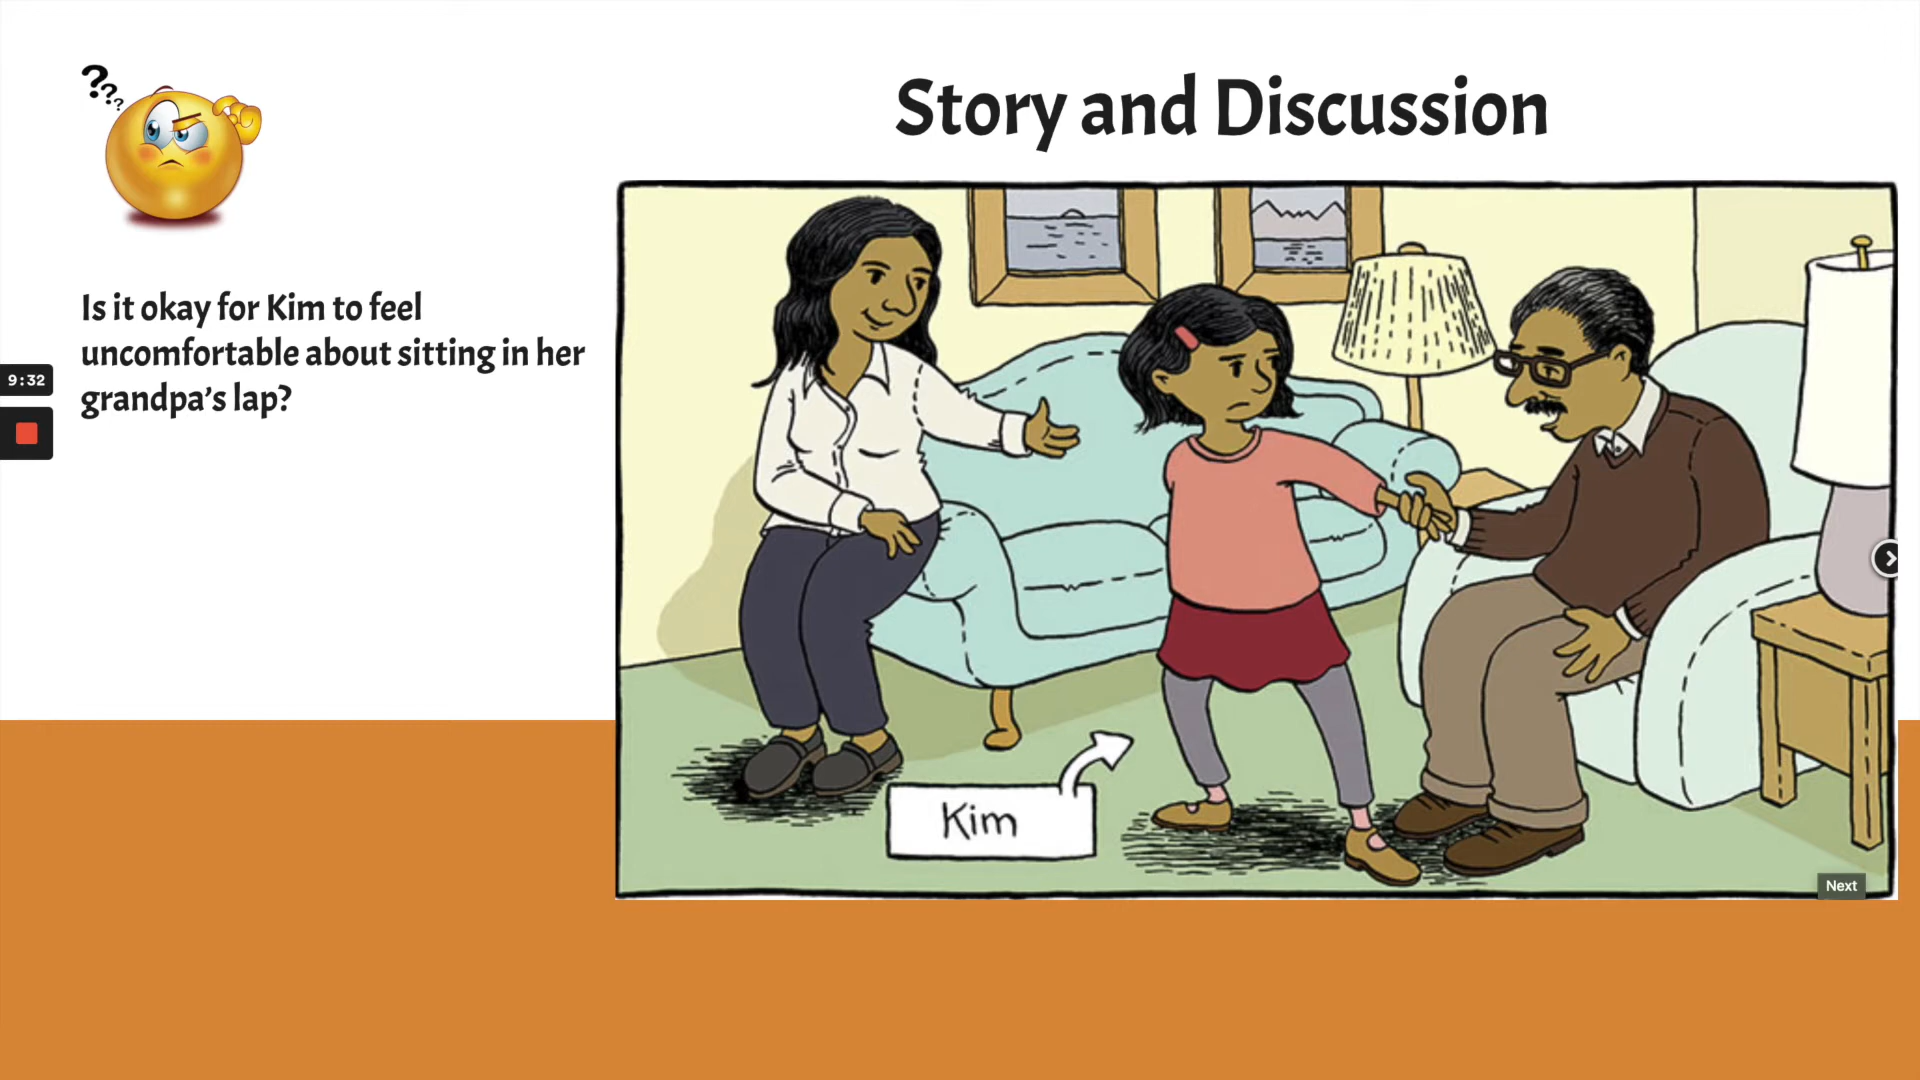 ???
Story and Discussion
Is it okay for Kim to feel
uncomfortable about sitting in her
grandpa's lap?
9:32
Kim
Next